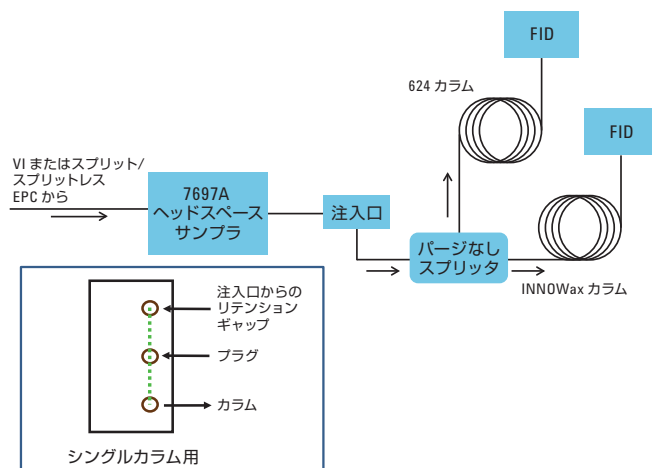 FID
624 カラム
FID
VI またはスプリット/
スプリットレス
EPC から
7697A
ヘッドスペース
サンプラ
注入口
パージなし
スプリッタ
INNOWax カラム
注入口からの
リテンション
ギャップ
プラグ
カラム
シングルカラム用